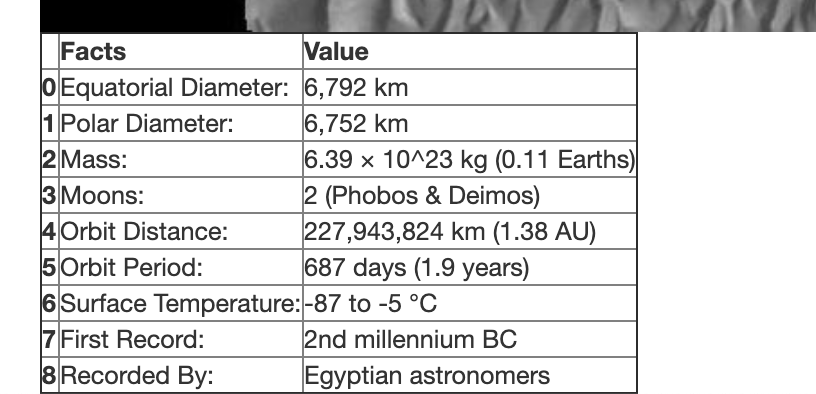 Facts Value
0 Equatorial Diameter: 6,792 km
1 Polar Diameter: 6,752 km
2 Mass: 6.39 × 10^23 kg (0.11 Earths)
3 Moons: 2 (Phobos & Deimos)
4 Orbit Distance: 227,943,824 km (1.38 AU)
5 Orbit Period: 687 days (1.9 years)
6 Surface Temperature: -87 to -5 °C
7 First Record: 2nd millennium BC
8 Recorded By: Egyptian astronomers